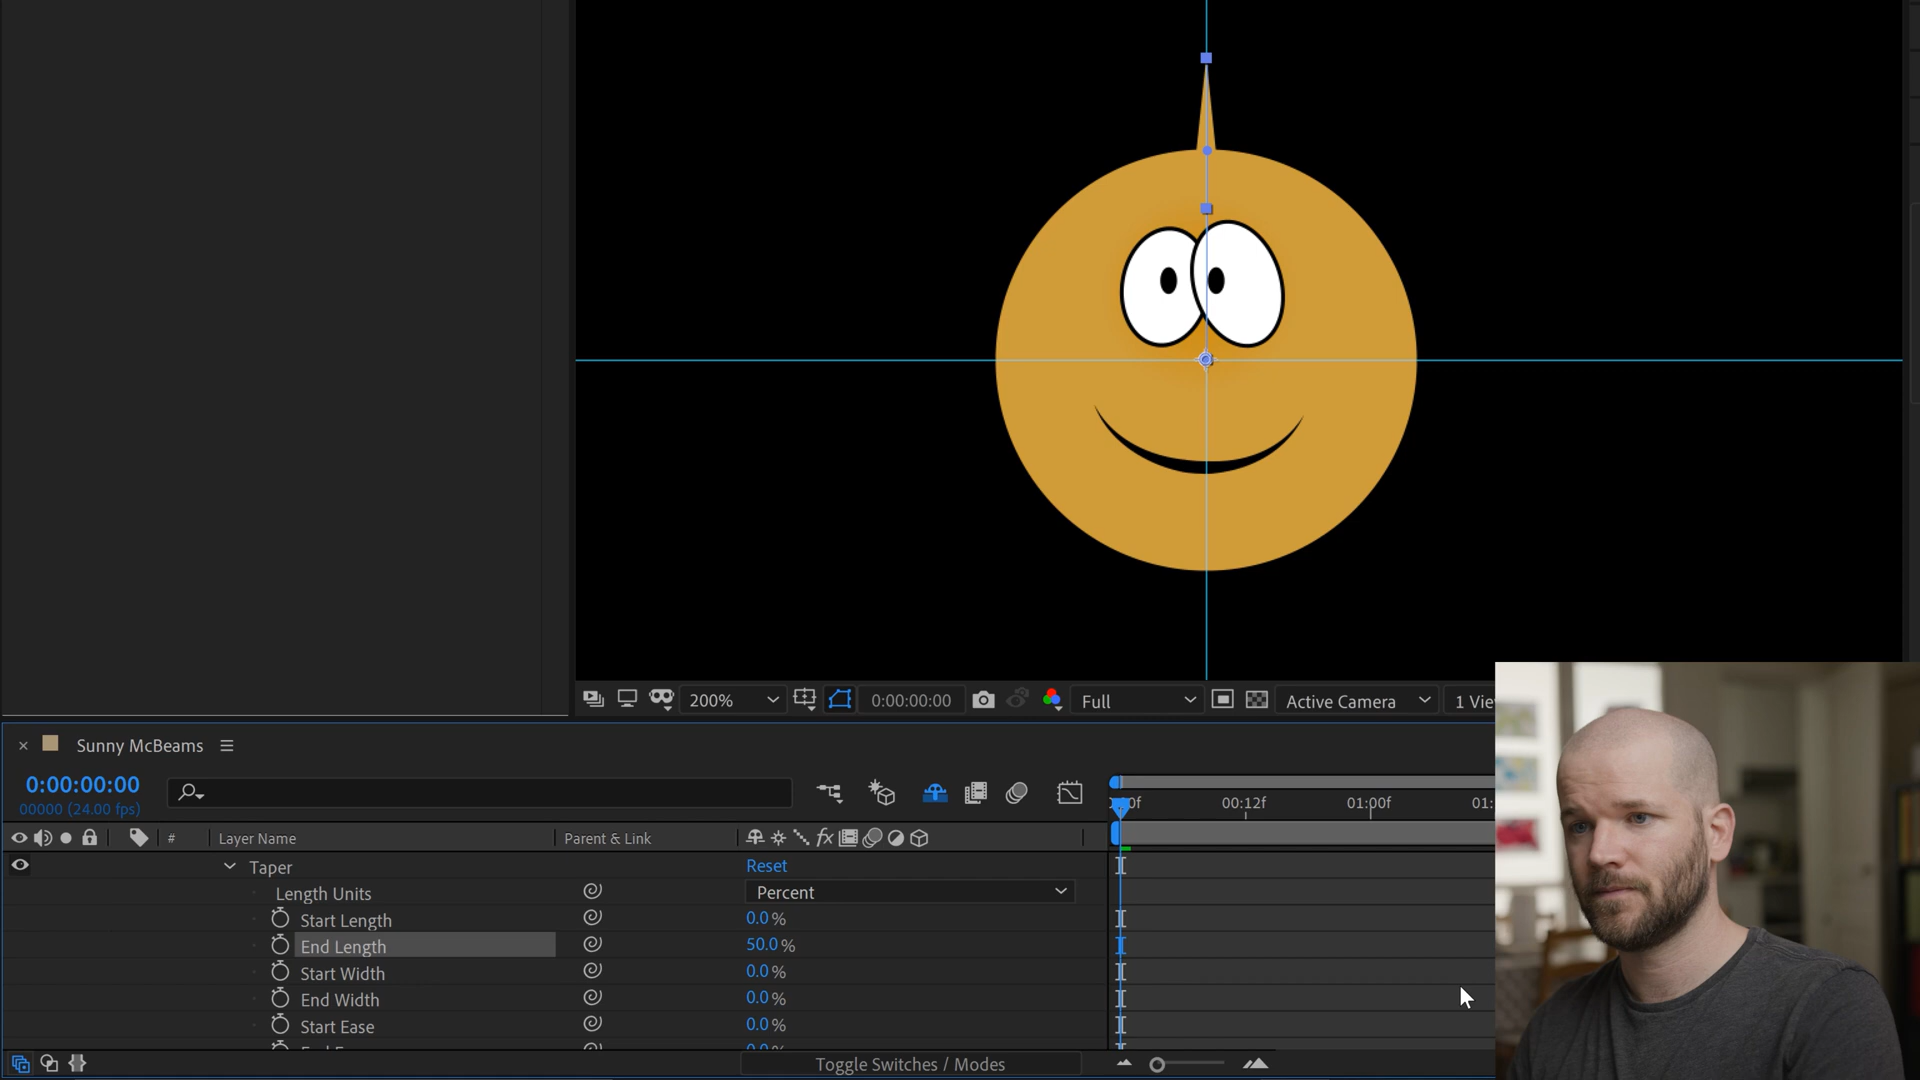 200%
0:00:00:00
Full
Active Camera
1 Vie
Sunny McBeams
0:00:00:00
00000 (24.00 fps)
00:12f
01:00f
01:
#
Layer Name
Parent & Link
fx
Taper
Reset
Length Units
Percent
Start Length
0.0 %
End Length
50.0 %
Start Width
0.0 %
End Width
0.0 %
Start Ease
0.0 %
Toggle Switches / Modes